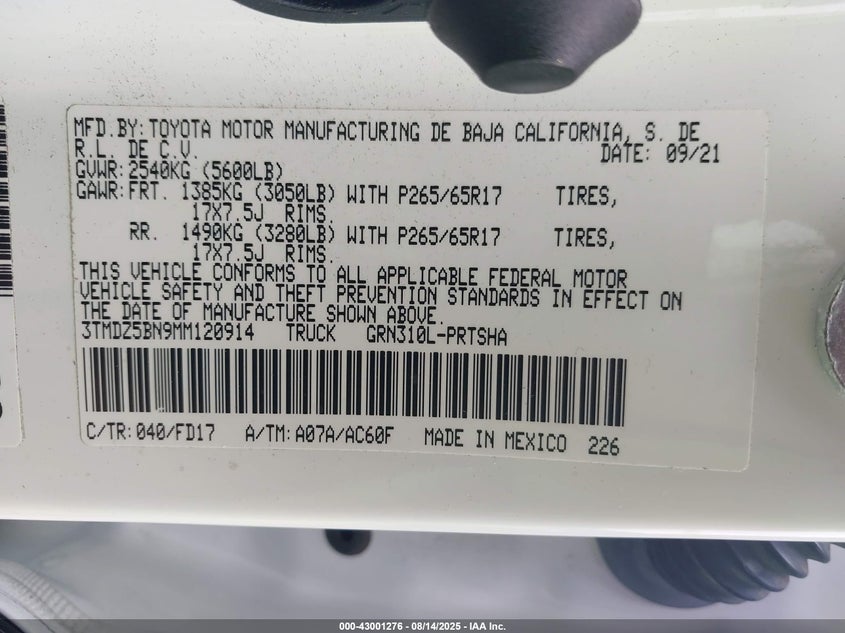 MFD.BY:TOYOTA MOTOR MANUFACTURING DE BAJA CALIFORNIA, S. DE
R.L. DE C.V. DATE: 09/21
GVWR:2540KG (5600LB)
GAWR:FRT. 1385KG (3050LB) WITH P265/65R17 TIRES,
17X7.5J RIMS.
RR. 1490KG (3280LB) WITH P265/65R17 TIRES,
17X7.5J RIMS.
THIS VEHICLE CONFORMS TO ALL APPLICABLE FEDERAL MOTOR
VEHICLE SAFETY AND THEFT PREVENTION STANDARDS IN EFFECT ON
THE DATE OF MANUFACTURE SHOWN ABOVE.
3TMDZ5BN9MM120914 TRUCK GRN310L-PRTSHA
C/TR:040/FD17 A/TM:A07A/AC60F MADE IN MEXICO 226
000-43001276 - 08/14/2025 - IAA Inc.